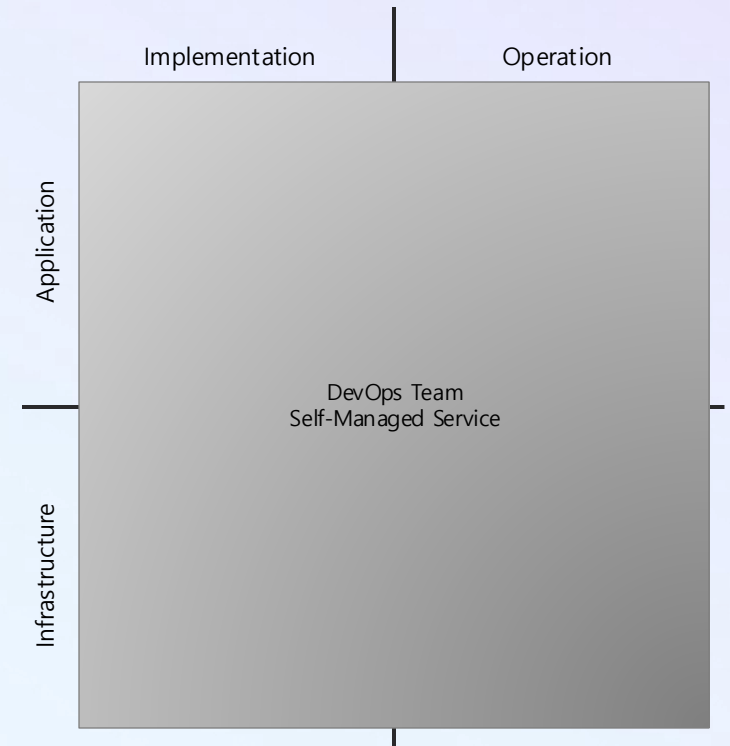 Implementation
Operation
Application
DevOps Team
Self-Managed Service
Infrastructure